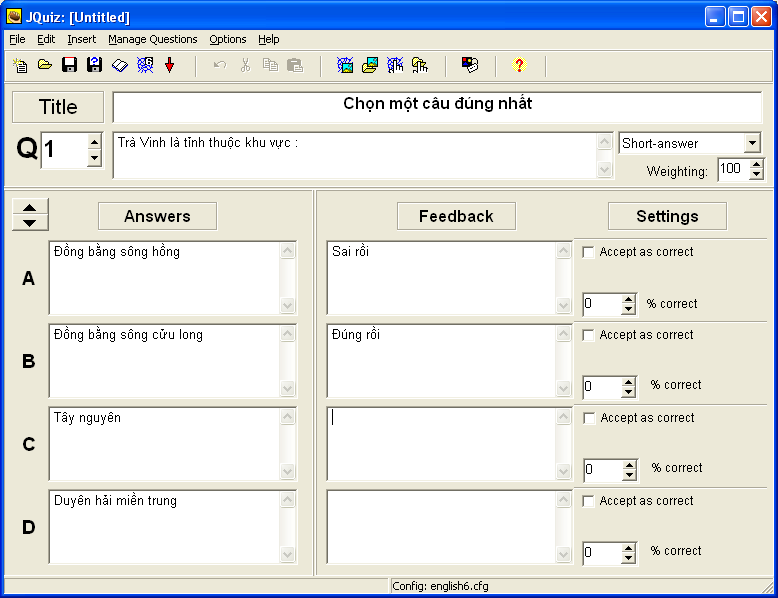 JQuiz: [Untitled]
File Edit Insert Manage Questions Options Help
?
Title
Chọn một câu đúng nhất
Q 1
Trà Vinh là tỉnh thuộc khu vực :
Short-answer
Weighting: 100
Answers Feedback Settings
A
Đồng bằng sông hồng
Sai rồi
Accept as correct
0 % correct
B
Đồng bằng sông cửu long
Đúng rồi
Accept as correct
0 % correct
C
Tây nguyên
Accept as correct
0 % correct
D
Duyên hải miền trung
Accept as correct
0 % correct
Config: english6.cfg